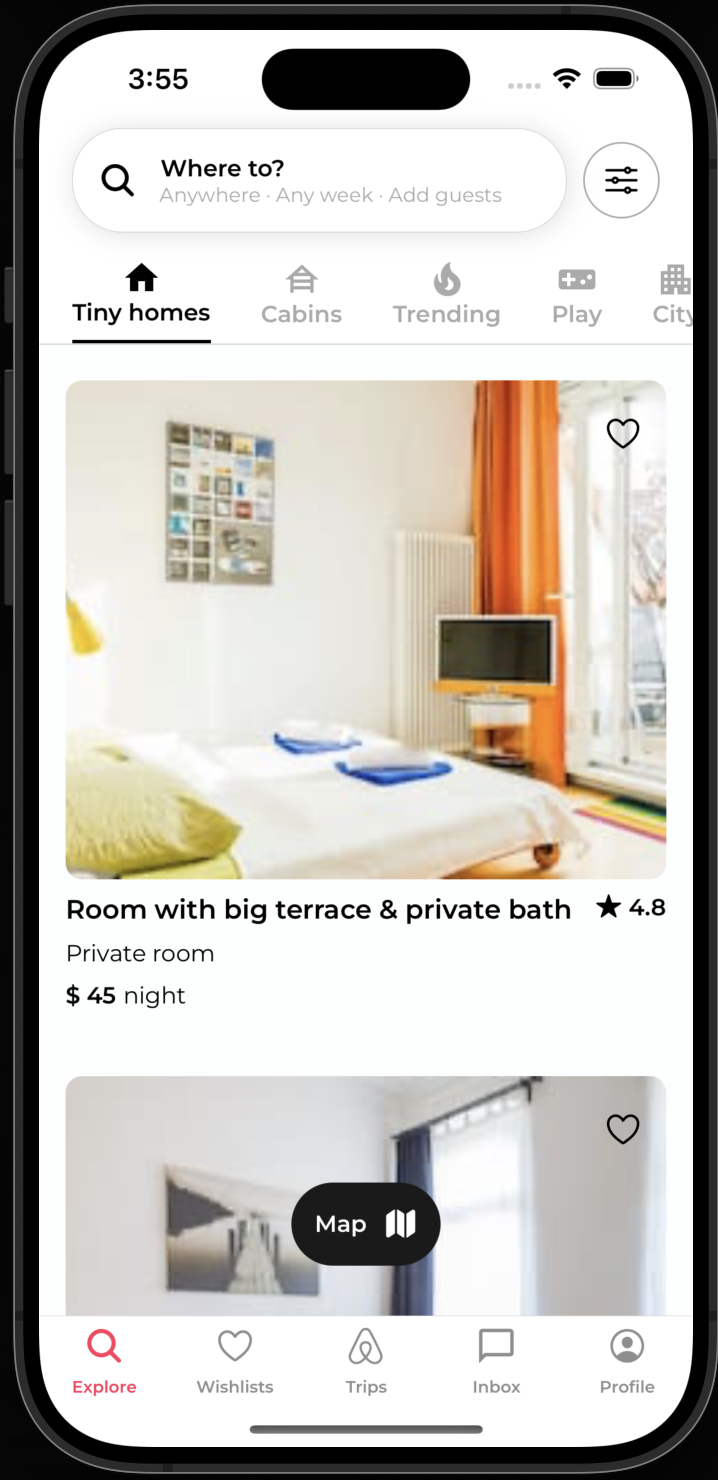 3:55
Where to?
Anywhere · Any week · Add guests
Tiny homes
Cabins
Trending
Play
City
Room with big terrace & private bath
★ 4.8
Private room
$ 45 night
Map
Explore
Wishlists
Trips
Inbox
Profile